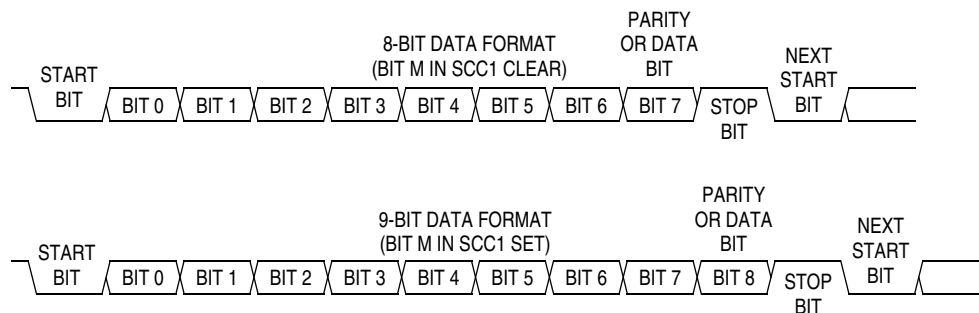 8-BIT DATA FORMAT
(BIT M IN SCC1 CLEAR)
PARITY
OR DATA
BIT
START
BIT
BIT 0 BIT 1 BIT 2 BIT 3 BIT 4 BIT 5 BIT 6 BIT 7
STOP
BIT
NEXT
START
BIT
9-BIT DATA FORMAT
(BIT M IN SCC1 SET)
PARITY
OR DATA
BIT
START
BIT
BIT 0 BIT 1 BIT 2 BIT 3 BIT 4 BIT 5 BIT 6 BIT 7 BIT 8
STOP
BIT
NEXT
START
BIT